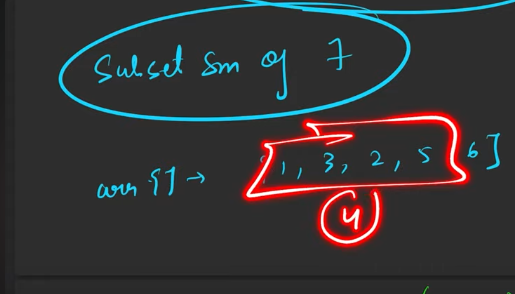 Subset Sm of 7
arr []→ [1, 3, 2, 5 6]
4